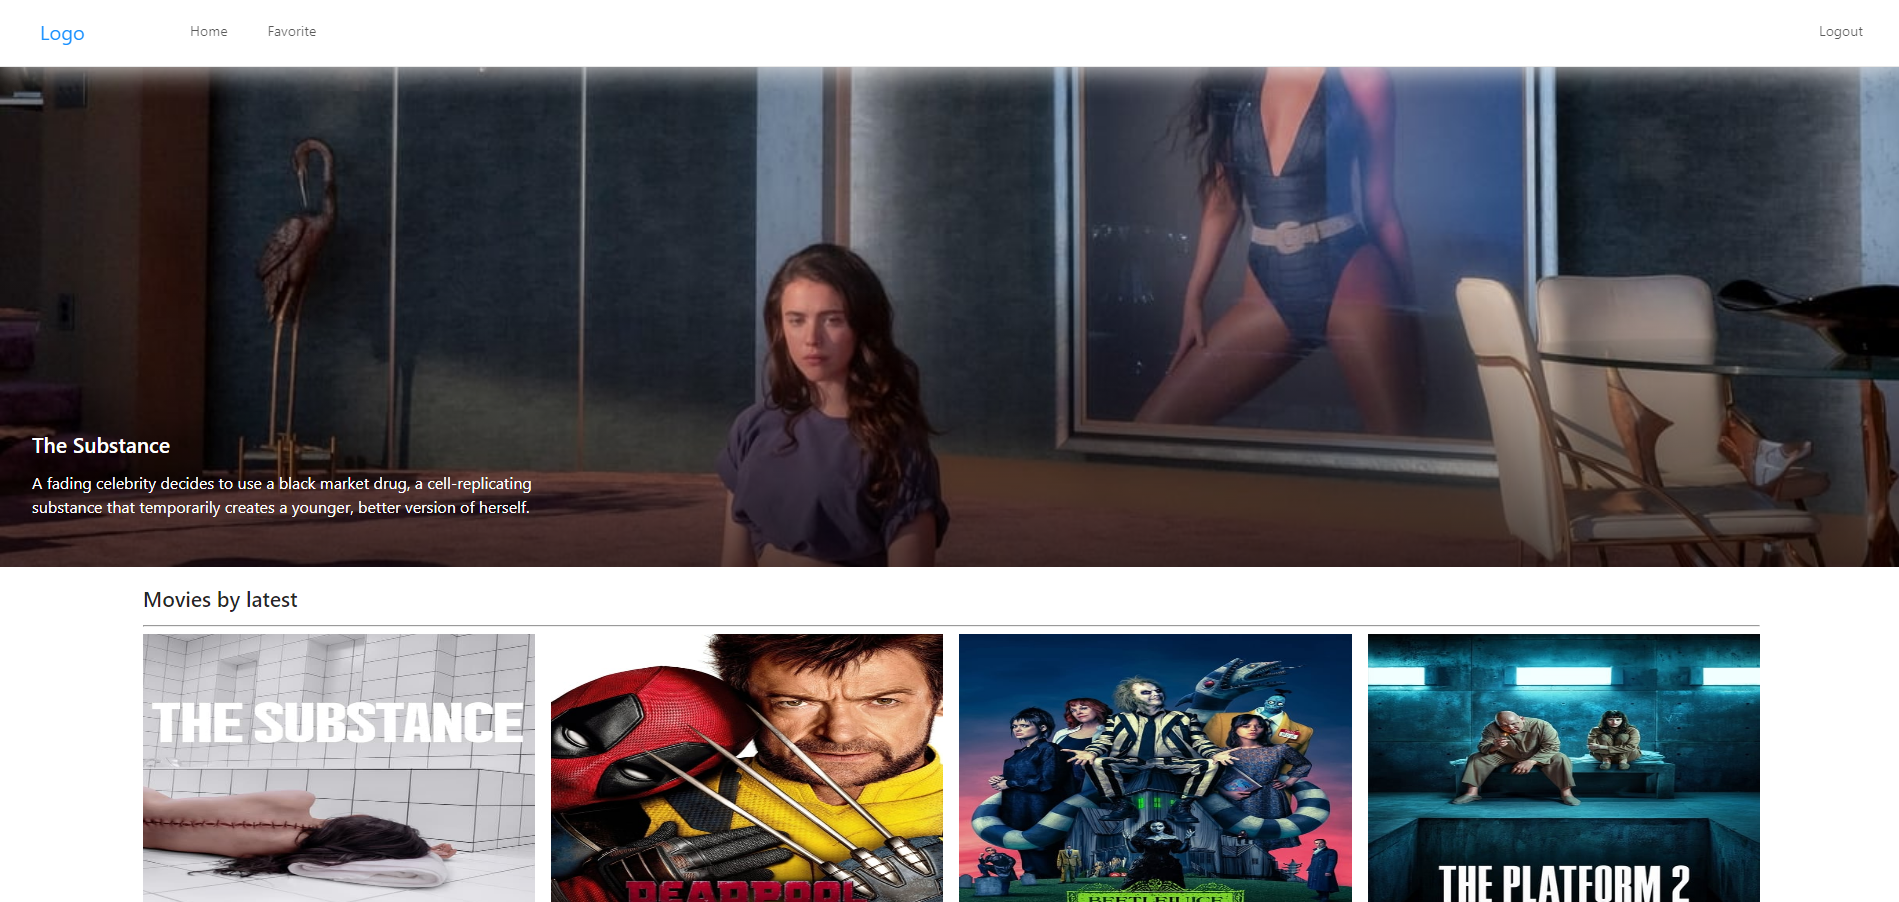 Logo
Home
Favorite
Logout
The Substance
A fading celebrity decides to use a black market drug, a cell-replicating
substance that temporarily creates a younger, better version of herself.
Movies by latest
THE SUBSTANCE
DEADPOOL
BEETLEJUICE
THE PLATFORM 2